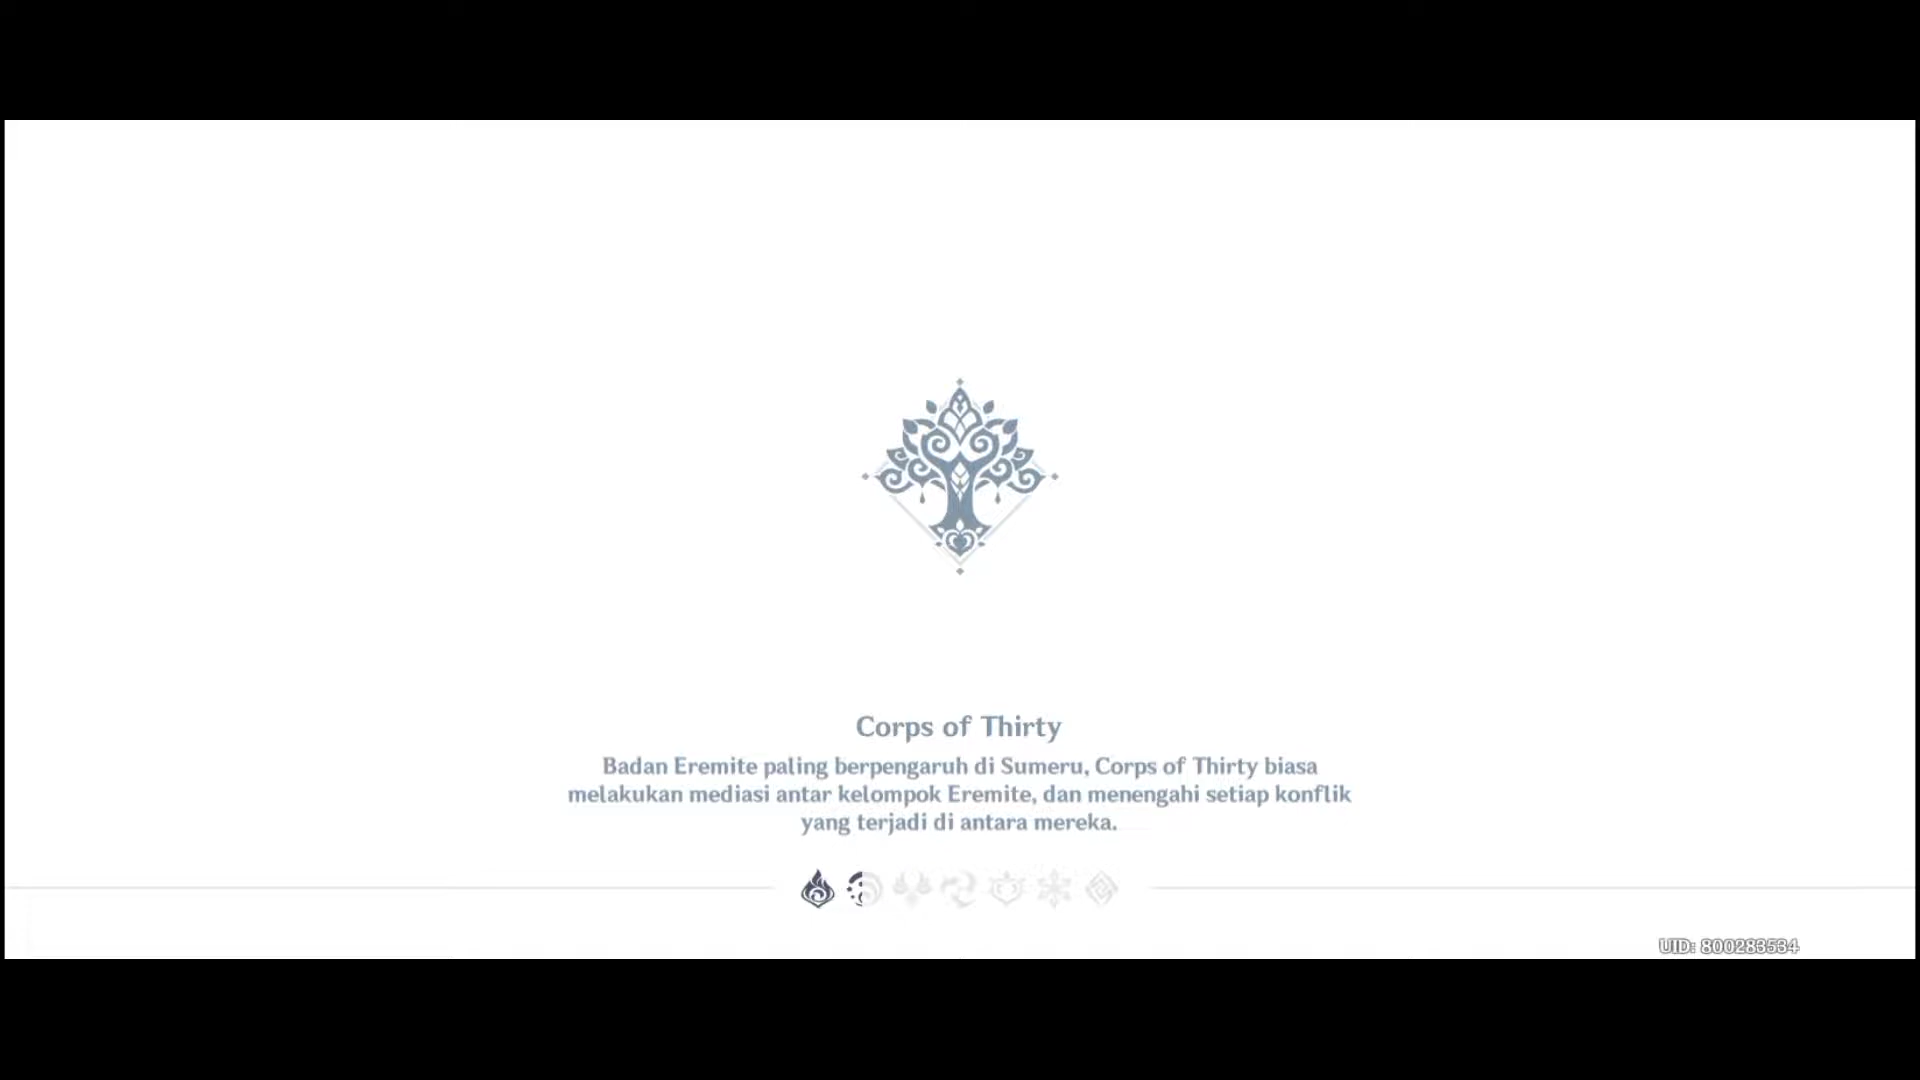 Corps of Thirty
Badan Eremite paling berpengaruh di Sumeru, Corps of Thirty biasa
melakukan mediasi antar kelompok Eremite, dan menengahi setiap konflik
yang terjadi di antara mereka.
UID: 800283534